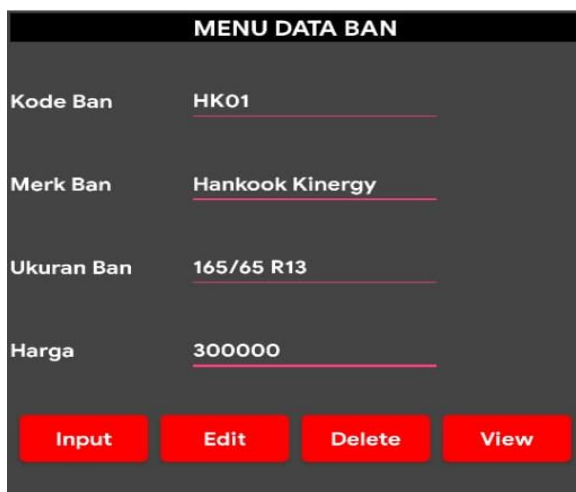 MENU DATA BAN
Kode Ban HK01
Merk Ban Hankook Kinergy
Ukuran Ban 165/65 R13
Harga 300000
Input Edit Delete View